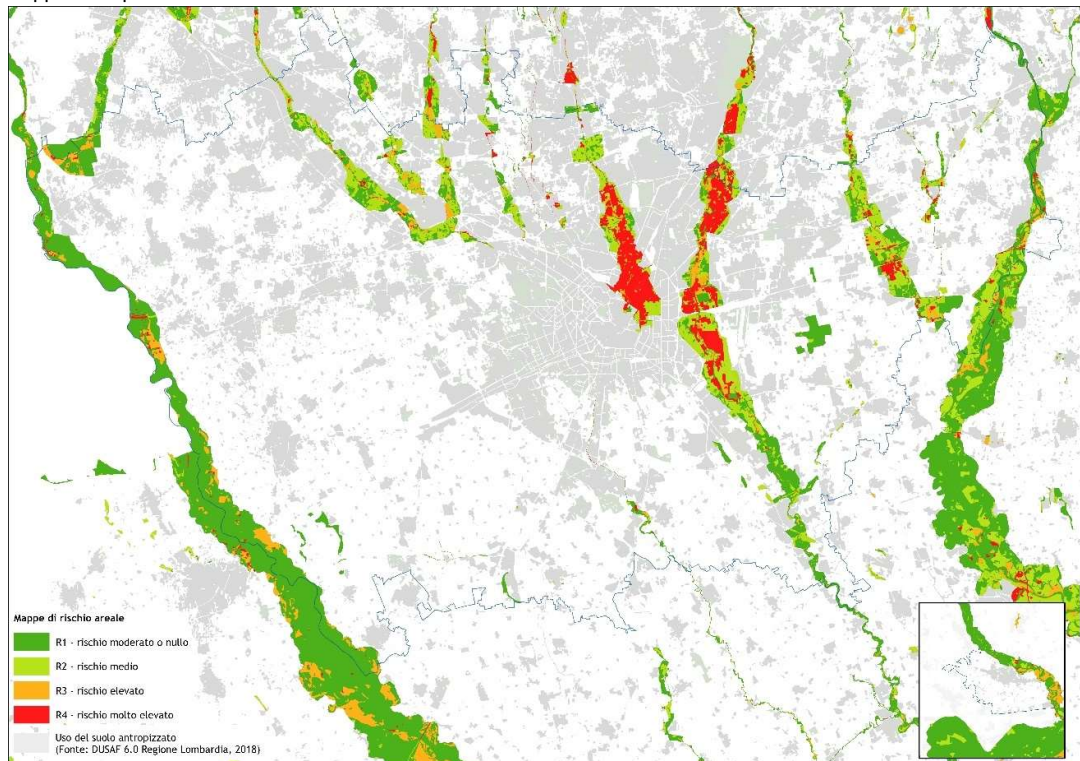 Mappe di rischio areale
R1 - rischio moderato o nullo
R2 - rischio medio
R3 - rischio elevato
R4 - rischio molto elevato
Uso del suolo antropizzato
(Fonte: DUSAF 6.0 Regione Lombardia, 2018)